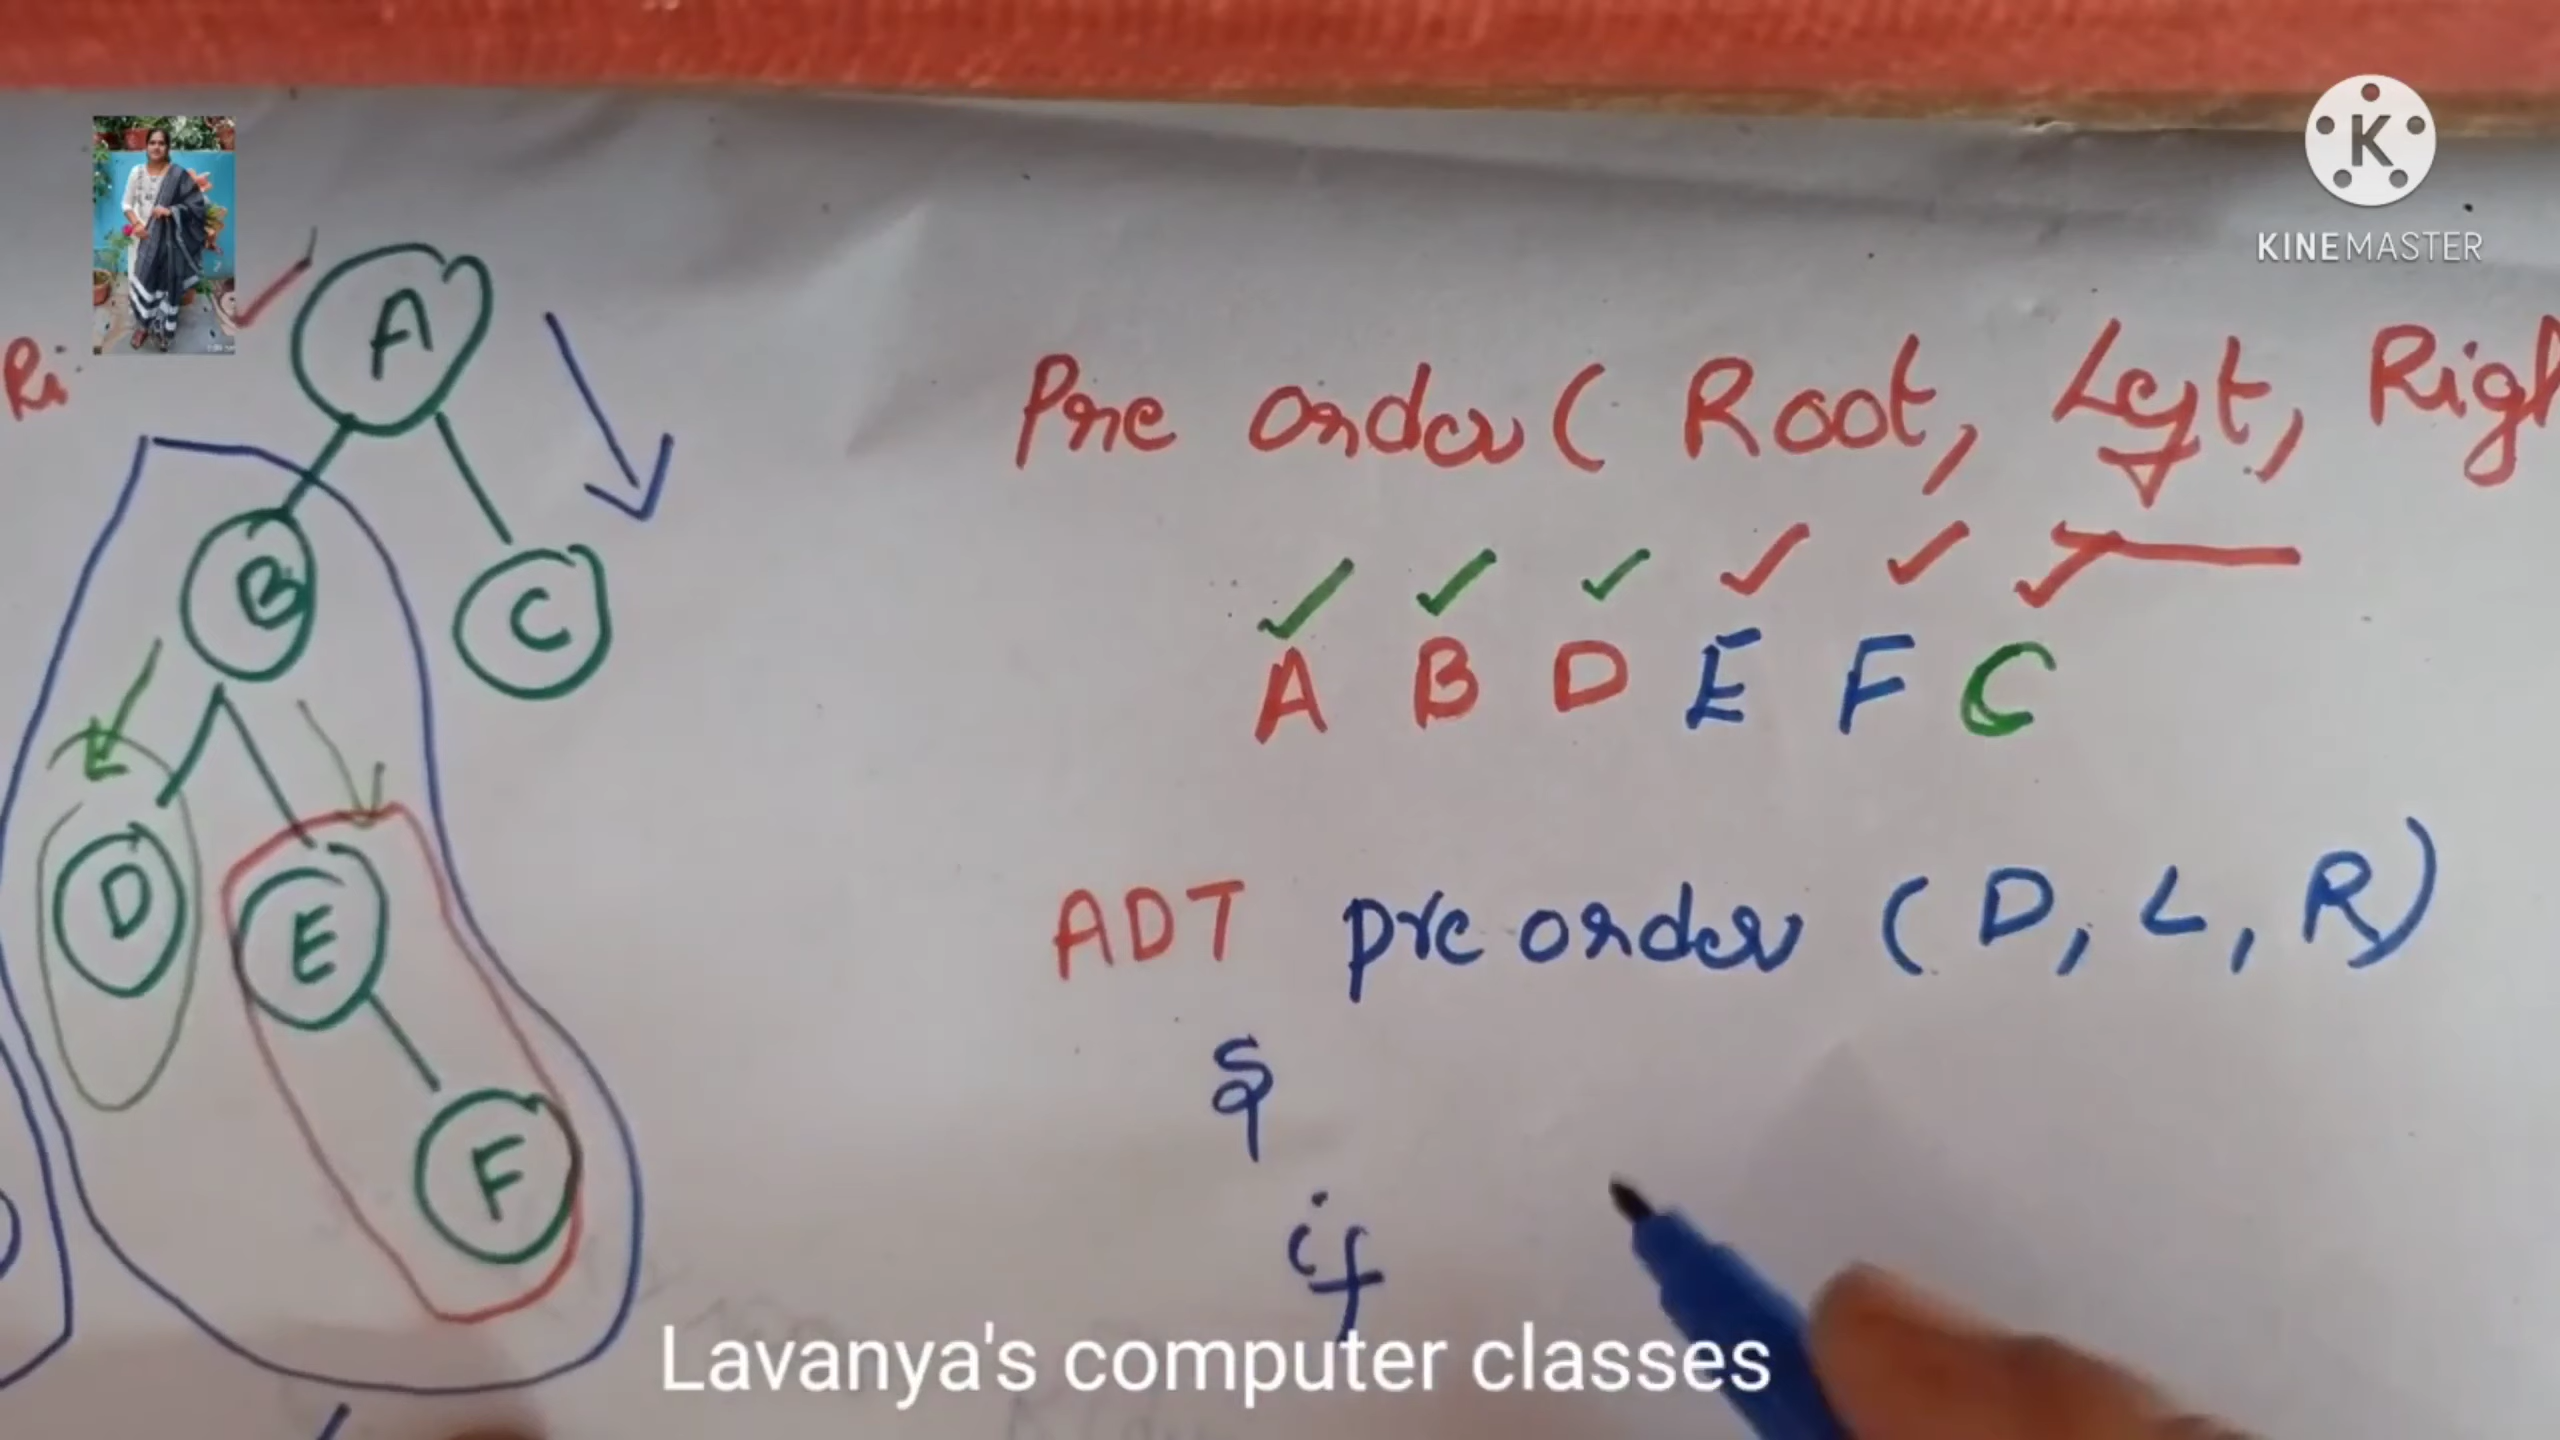 KINEMASTER
Ri
A
Pre order ( Root, Left, Righ
B
C
A B D E F C
D
E
ADT pre order ( D, L, R)
{
F
if
Lavanya's computer classes